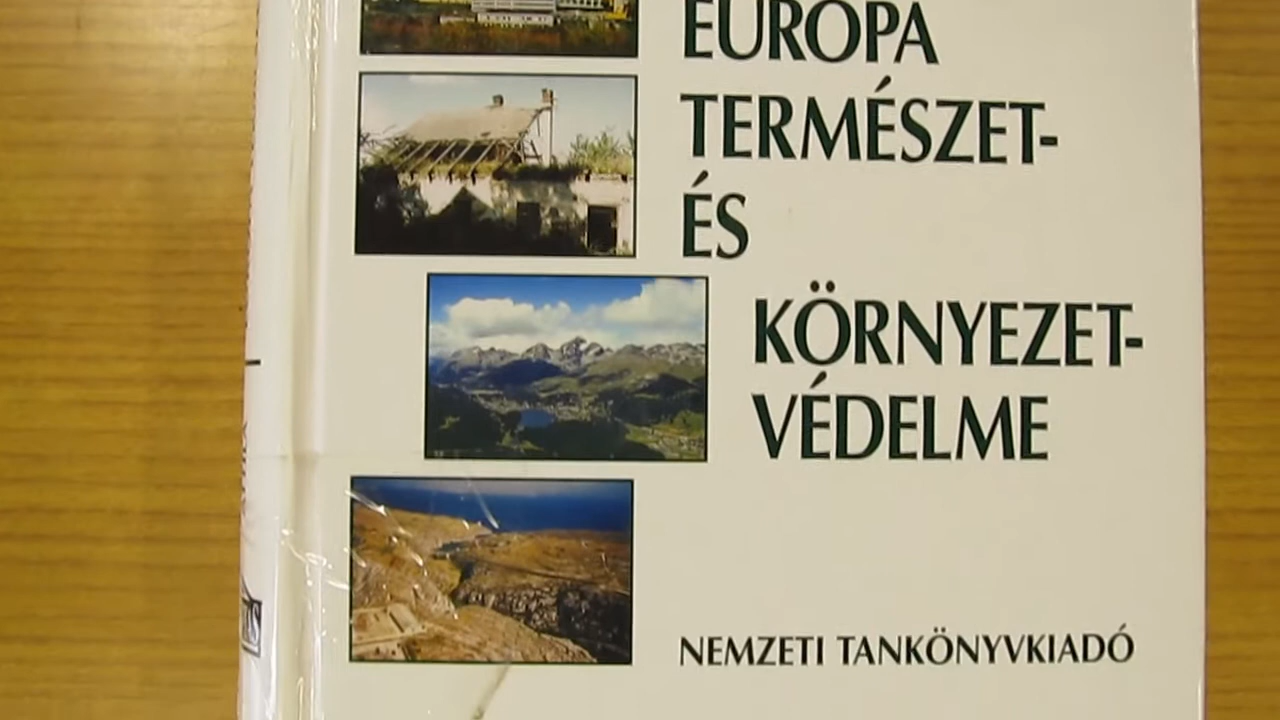 EURÓPA
TERMÉSZET-
ÉS
KÖRNYEZET-
VÉDELME
NEMZETI TANKÖNYVKIADÓ